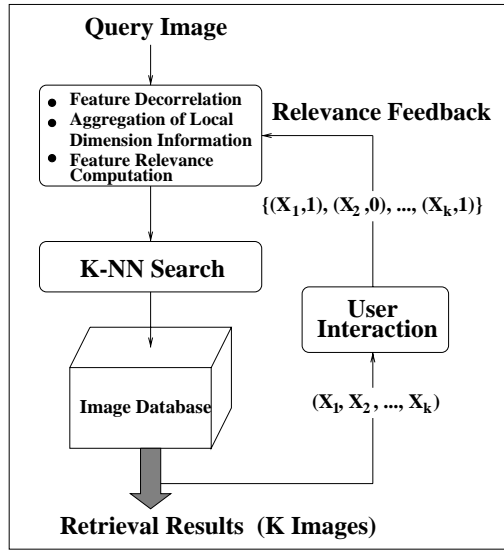 Query Image
Feature Decorrelation
Aggregation of Local
Dimension Information
Feature Relevance
Computation
Relevance Feedback
{(X1,1), (X2,0), ..., (Xk,1)}
K-NN Search
User
Interaction
Image Database
(X1, X2, ..., Xk)
Retrieval Results (K Images)